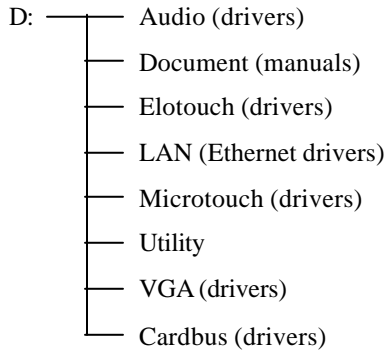 D: Audio (drivers)
Document (manuals)
Elotouch (drivers)
LAN (Ethernet drivers)
Microtouch (drivers)
Utility
VGA (drivers)
Cardbus (drivers)